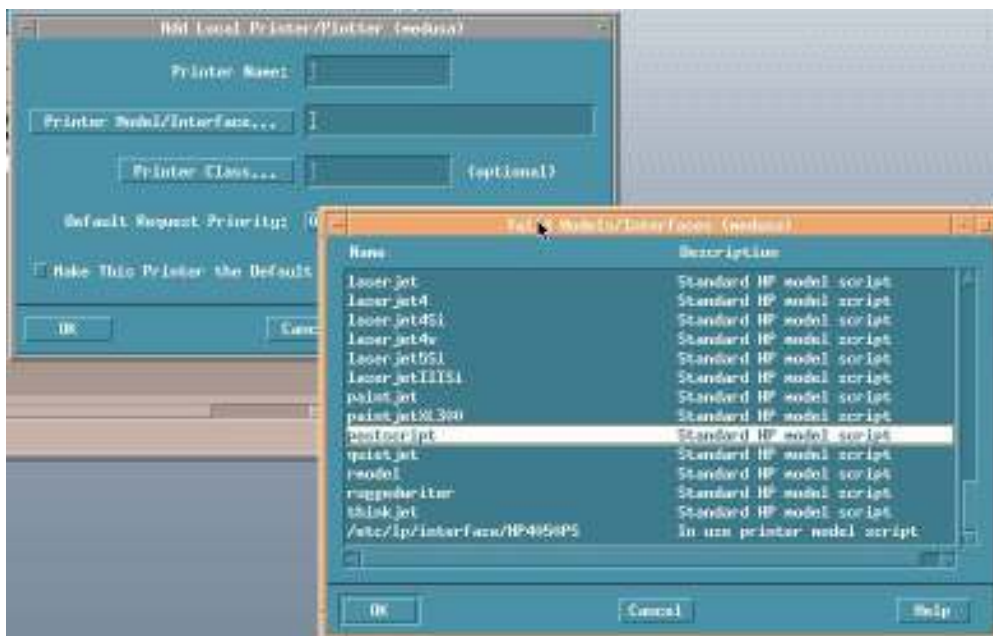 Add Local Printer/Plotter (medusa)
Printer Name:
Printer Model/Interface...
Printer Class... (optional)
Default Request Priority: 0
Make This Printer the Default
OK Canc
Models/Interfaces (medusa)
Name Description
laserjet Standard HP model script
laserjet4 Standard HP model script
laserjet4Si Standard HP model script
laserjet4v Standard HP model script
laserjet5Si Standard HP model script
laserjetIIISi Standard HP model script
paintjet Standard HP model script
paintjetXL300 Standard HP model script
postscript Standard HP model script
quietjet Standard HP model script
rmodel Standard HP model script
ruggedwriter Standard HP model script
thinkjet Standard HP model script
/etc/lp/interface/HP4050PS In use printer model script
OK Cancel Help